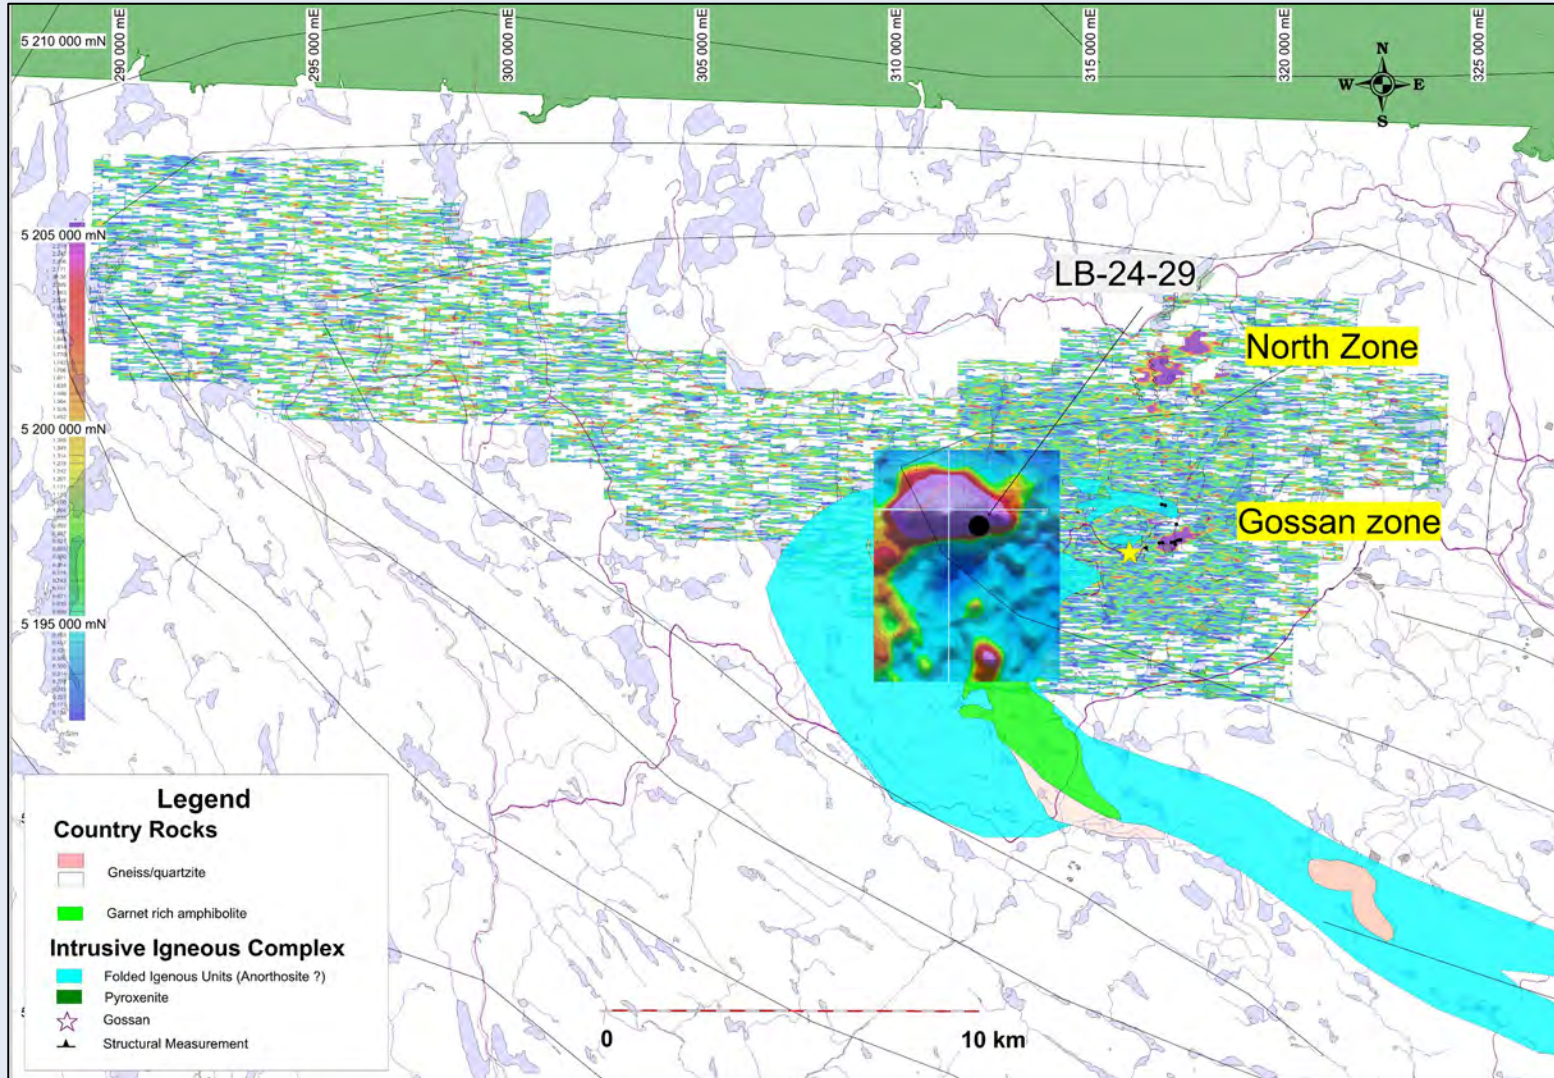 290 000 mE
295 000 mE
300 000 mE
305 000 mE
310 000 mE
315 000 mE
320 000 mE
325 000 mE
5 210 000 mN
N
W E
S
5 205 000 mN
LB-24-29
North Zone
5 200 000 mN
Gossan zone
5 195 000 mN
Legend
Country Rocks
Gneiss/quartzite
Garnet rich amphibolite
Intrusive Igneous Complex
Folded Igenous Units (Anorthosite ?)
Pyroxenite
Gossan
Structural Measurement
0 10 km